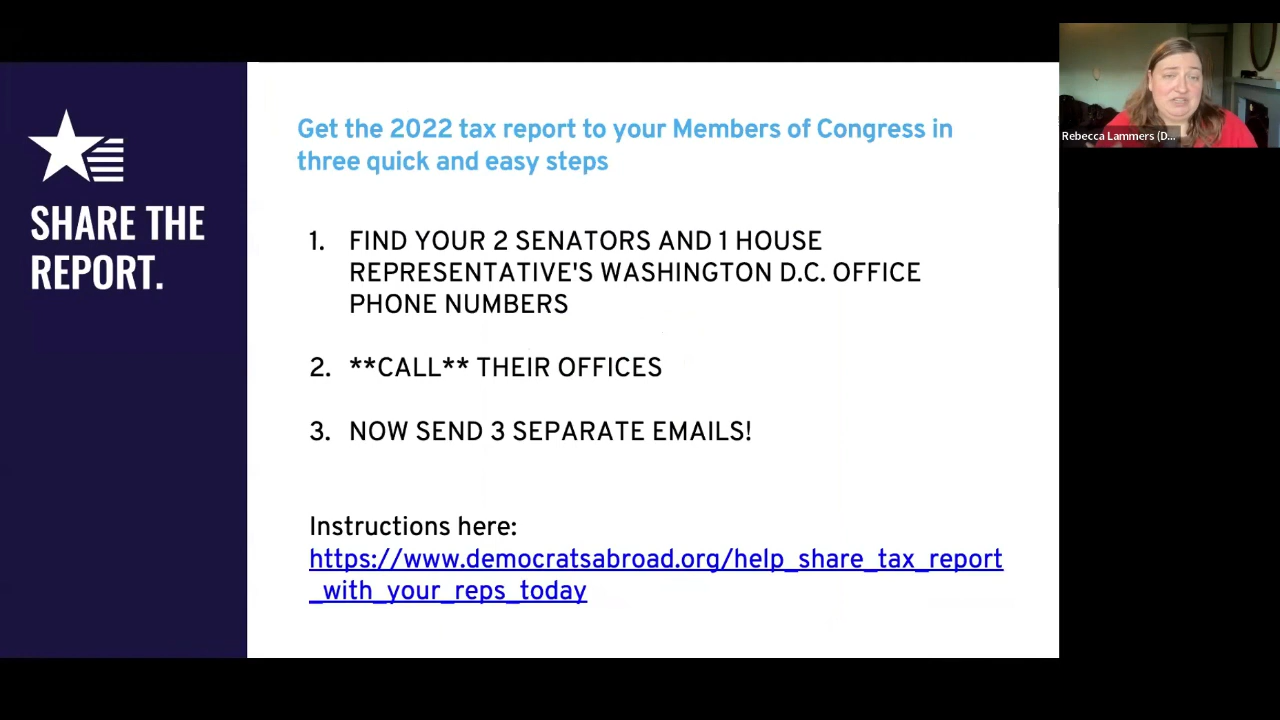 SHARE THE
REPORT.
Get the 2022 tax report to your Members of Congress in
three quick and easy steps
1. FIND YOUR 2 SENATORS AND 1 HOUSE
REPRESENTATIVE'S WASHINGTON D.C. OFFICE
PHONE NUMBERS
2. **CALL** THEIR OFFICES
3. NOW SEND 3 SEPARATE EMAILS!
Instructions here:
https://www.democratsabroad.org/help_share_tax_report
_with_your_reps_today
Rebecca Lammers (D...